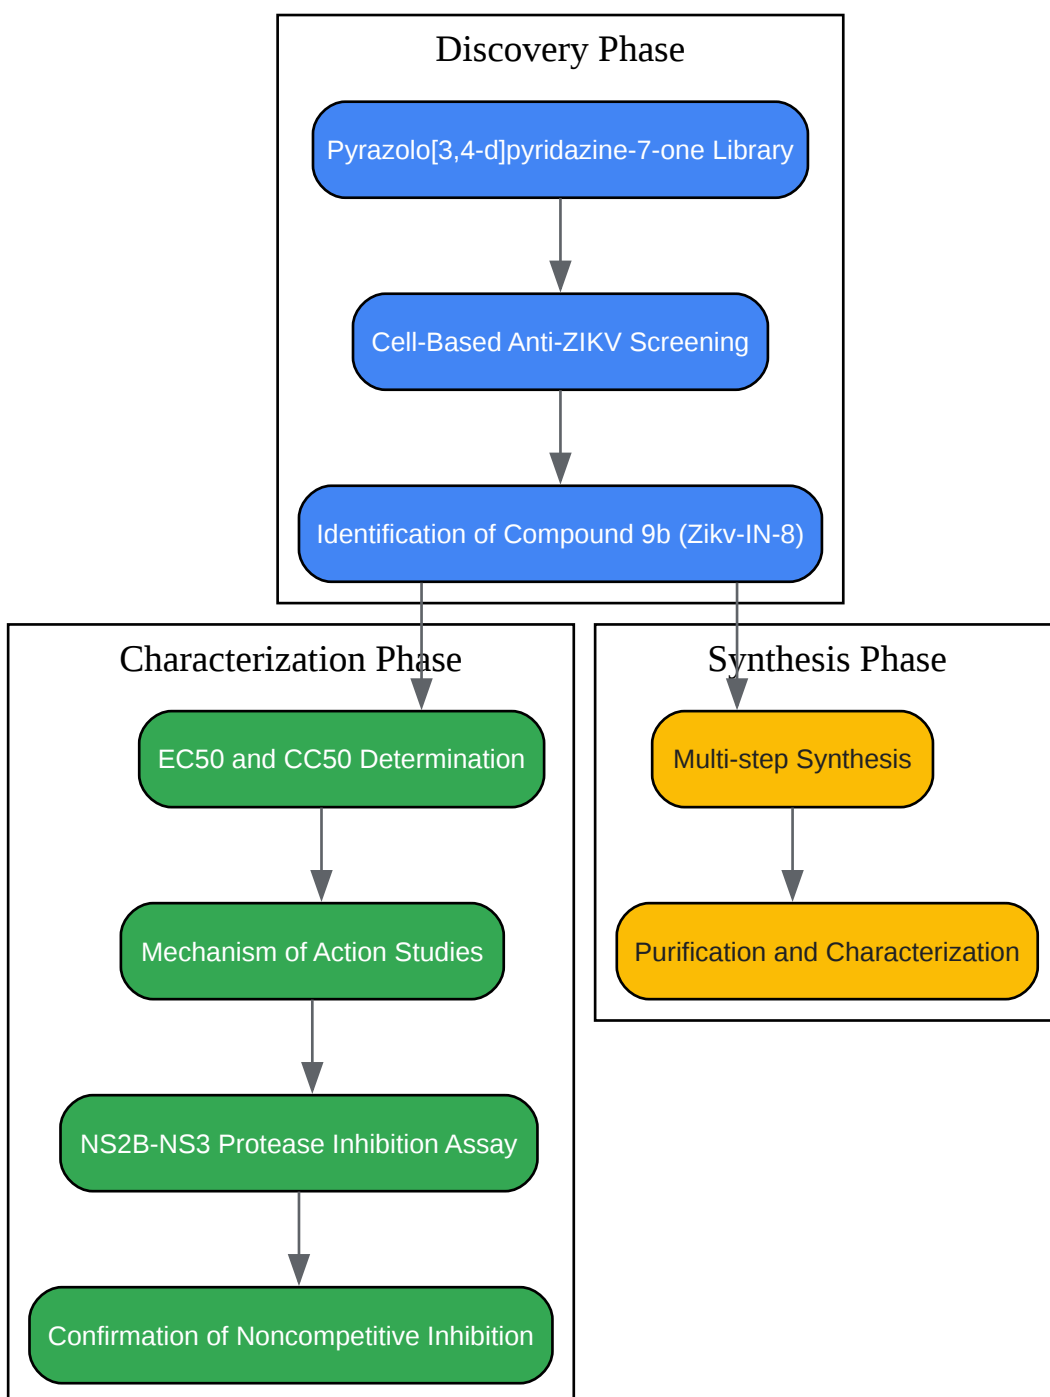 Discovery Phase
Pyrazolo[3,4-d]pyridazine-7-one Library
Cell-Based Anti-ZIKV Screening
Identification of Compound 9b (Zikv-IN-8)
Characterization Phase
EC50 and CC50 Determination
Mechanism of Action Studies
NS2B-NS3 Protease Inhibition Assay
Confirmation of Noncompetitive Inhibition
Synthesis Phase
Multi-step Synthesis
Purification and Characterization